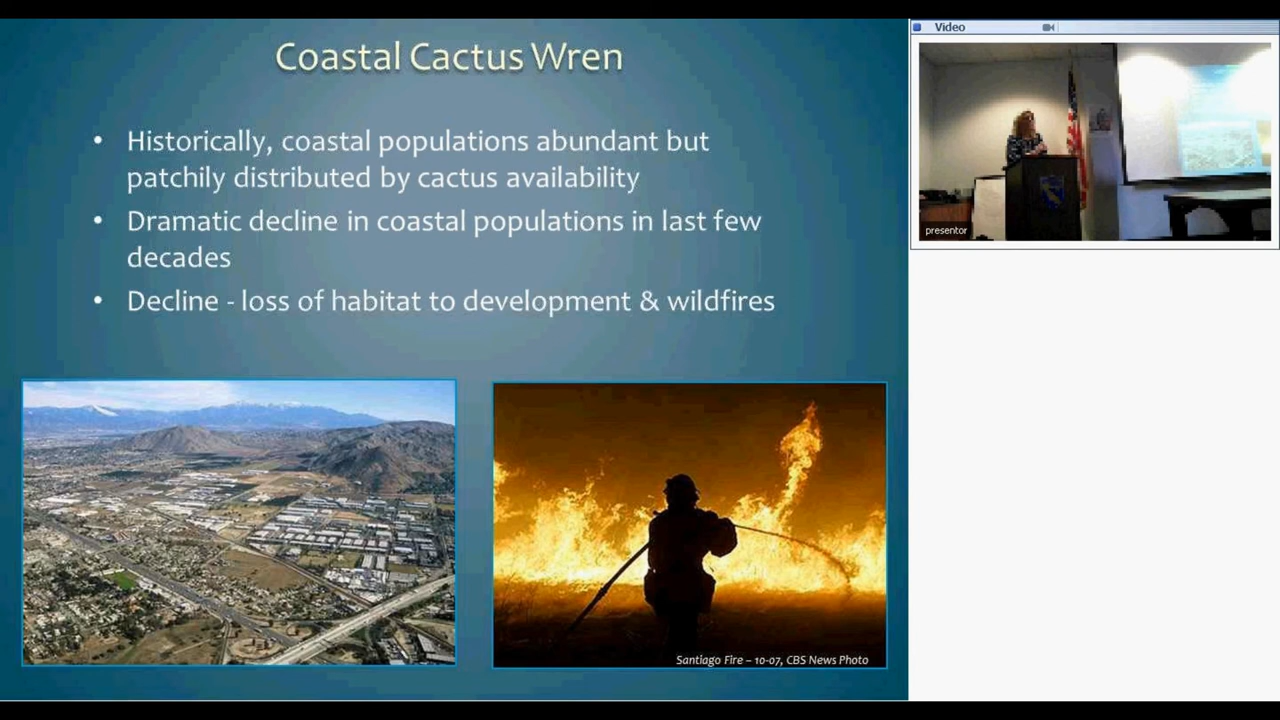 Coastal Cactus Wren
• Historically, coastal populations abundant but
patchily distributed by cactus availability
• Dramatic decline in coastal populations in last few
decades
• Decline - loss of habitat to development & wildfires
Santiago Fire – 10-07, CBS News Photo
Video
presentor